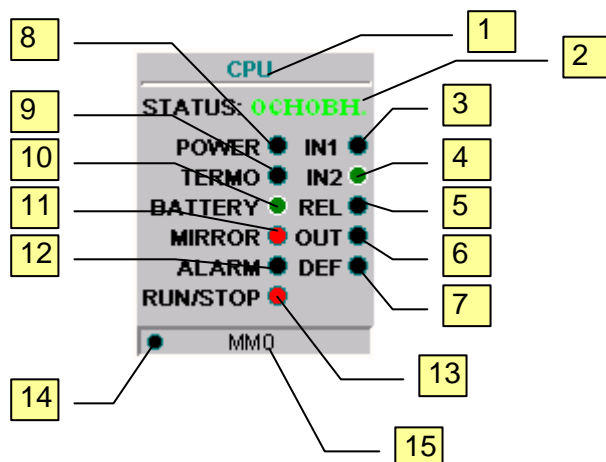 8
1
2
9
3
10
4
11
5
12
6
7
CPU
STATUS: ОСНОВН.
POWER IN1
TERMO IN2
BATTERY REL
MIRROR OUT
ALARM DEF
RUN/STOP
MM0
14
13
15